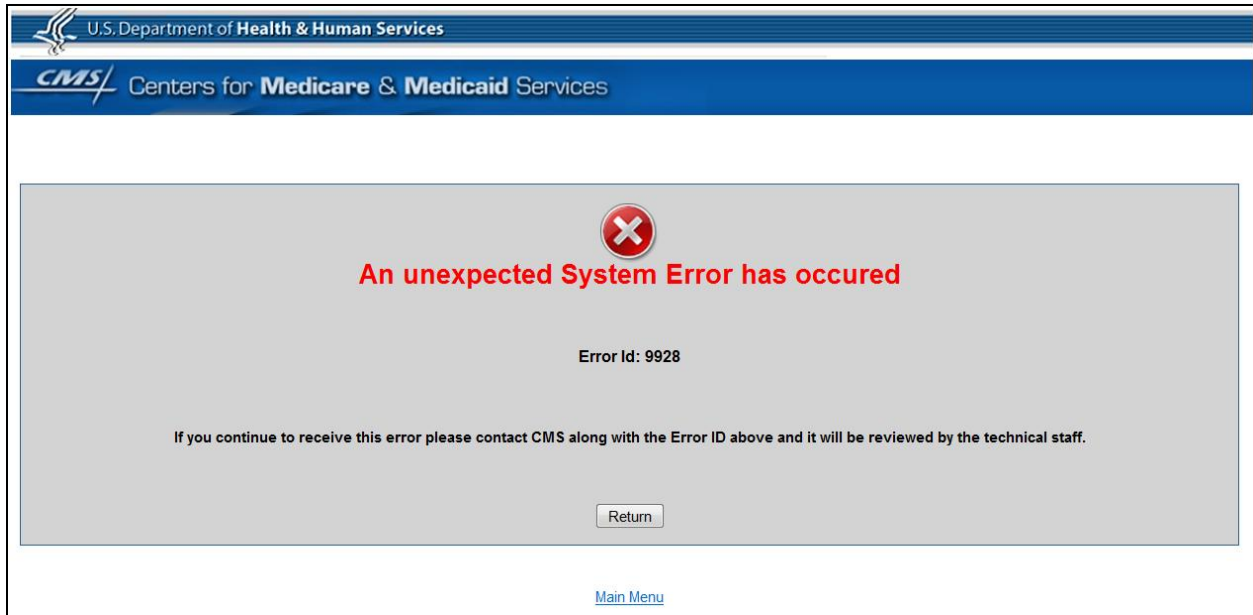 U.S. Department of Health & Human Services
CMS Centers for Medicare & Medicaid Services
An unexpected System Error has occured
Error Id: 9928
If you continue to receive this error please contact CMS along with the Error ID above and it will be reviewed by the technical staff.
Return
Main Menu